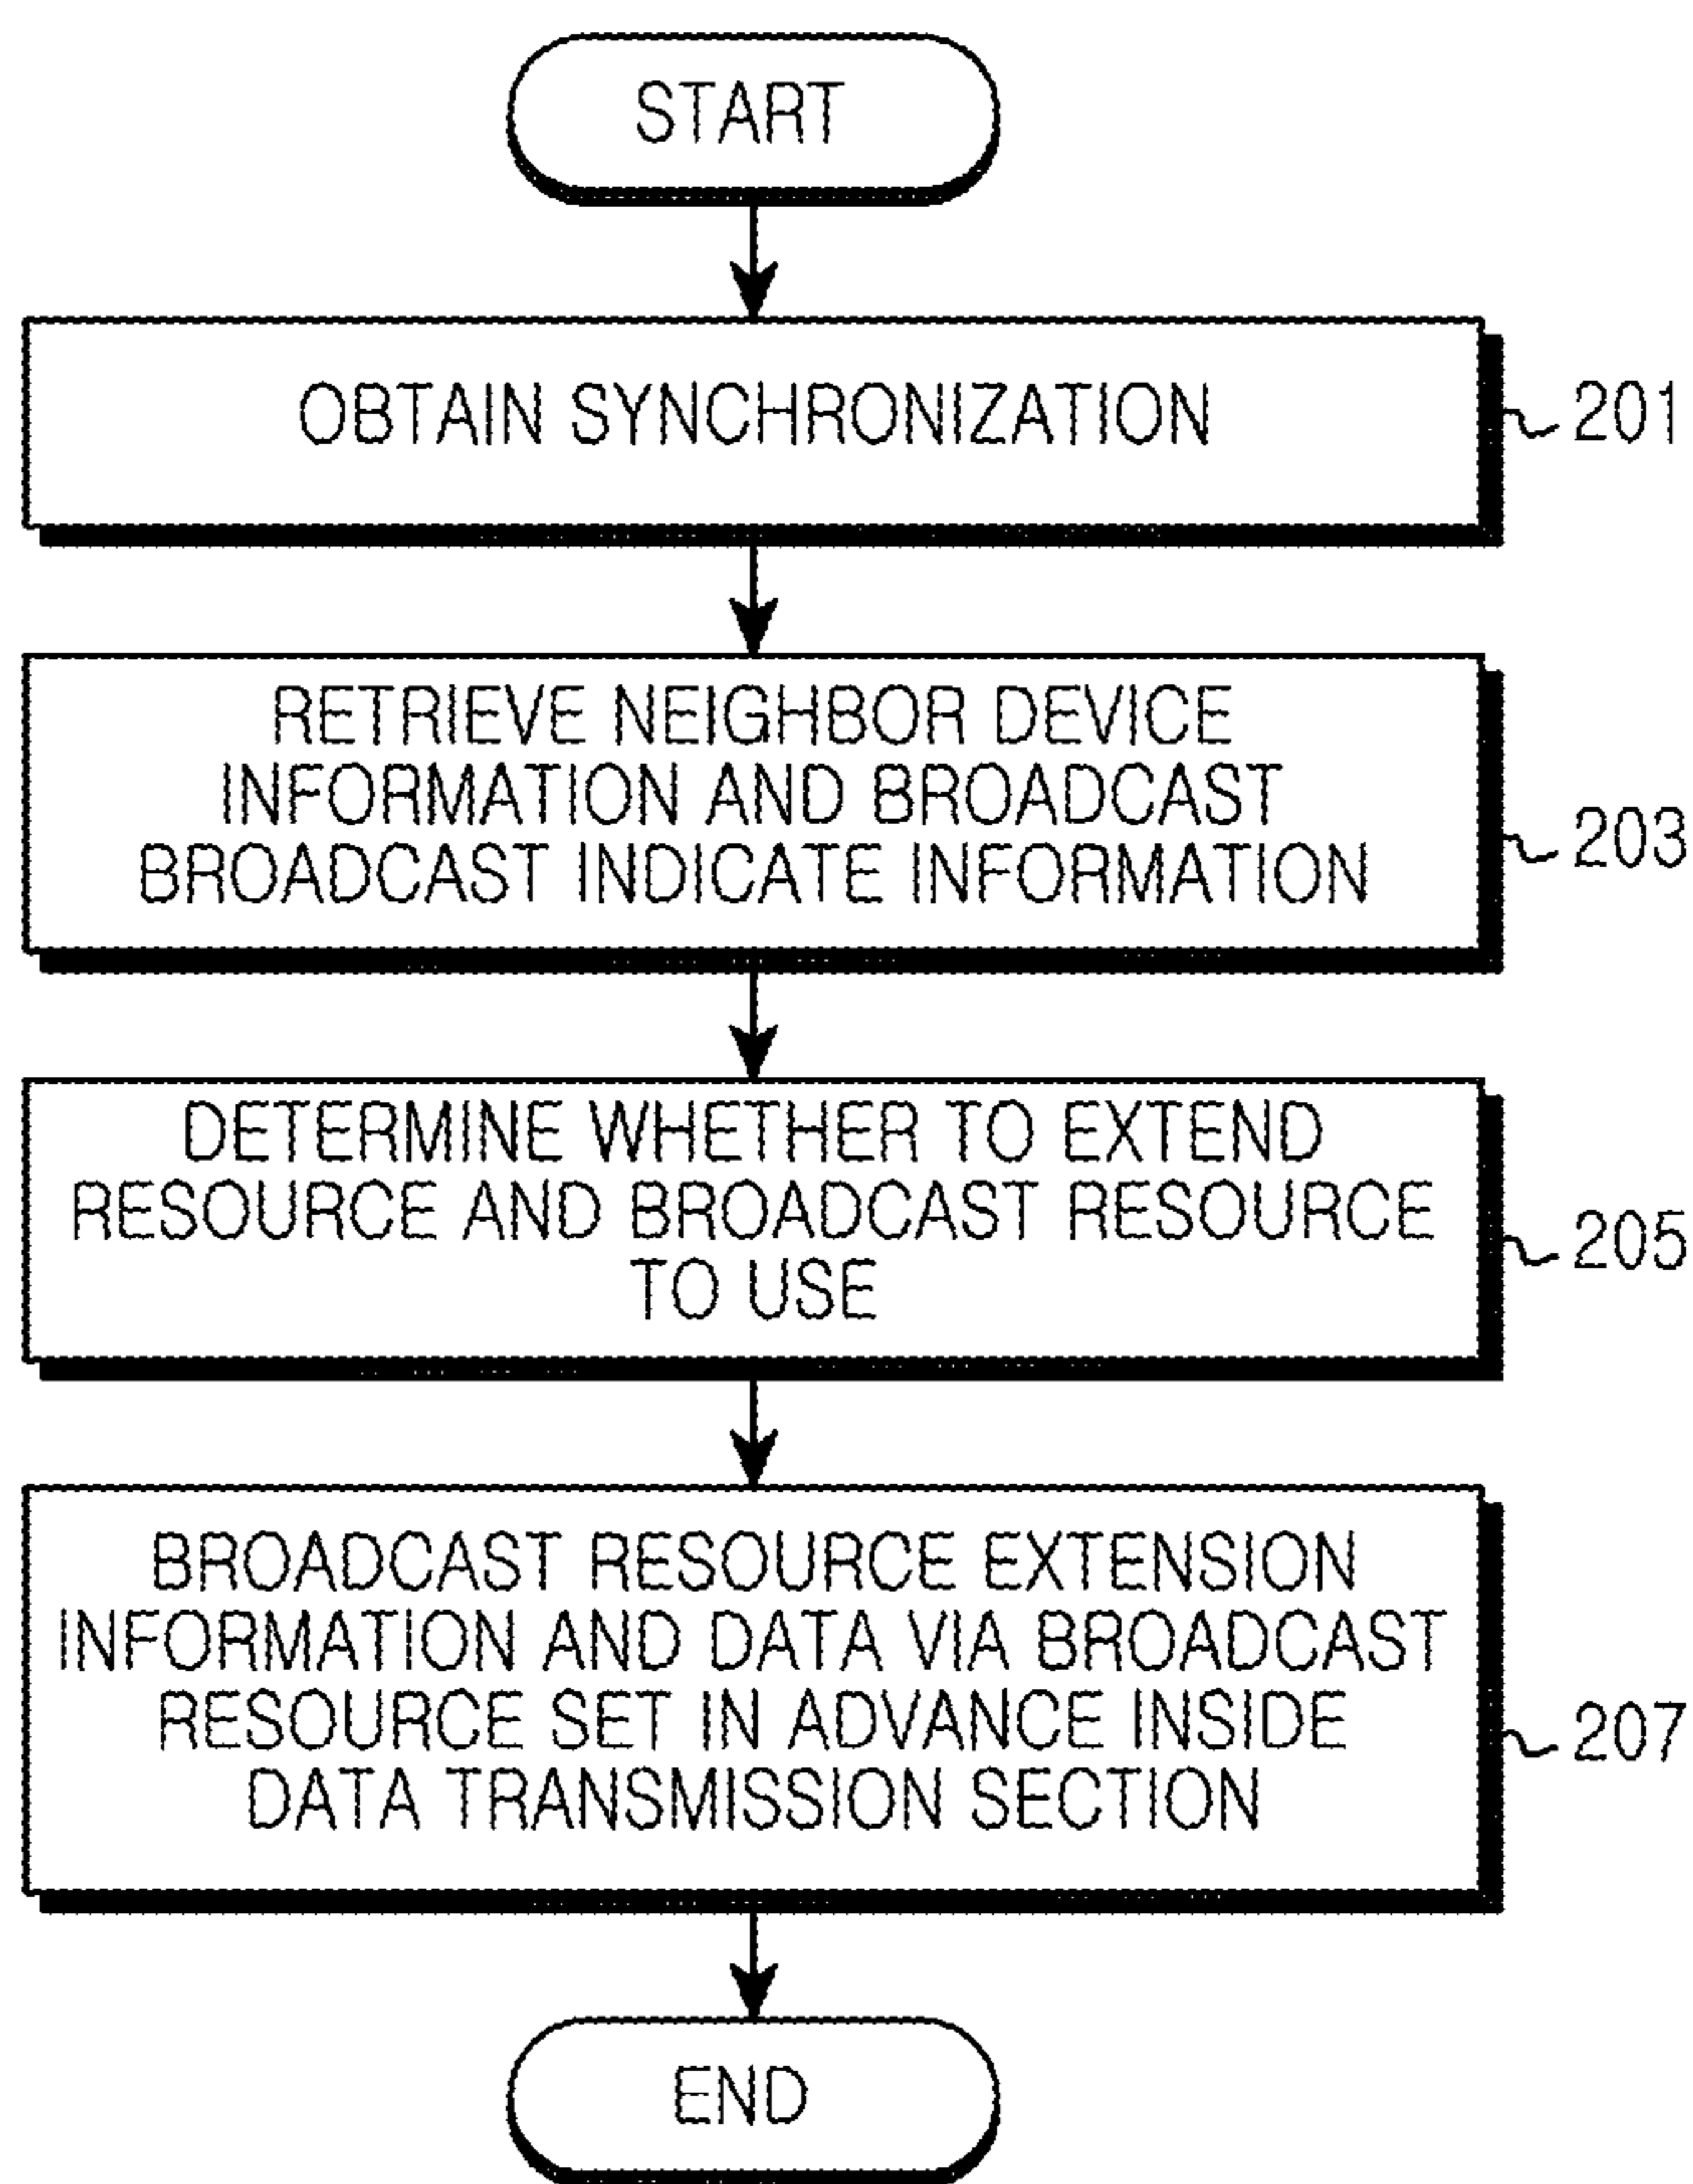 START
OBTAIN SYNCHRONIZATION
201
RETRIEVE NEIGHBOR DEVICE
INFORMATION AND BROADCAST
BROADCAST INDICATE INFORMATION
203
DETERMINE WHETHER TO EXTEND
RESOURCE AND BROADCAST RESOURCE
TO USE
205
BROADCAST RESOURCE EXTENSION
INFORMATION AND DATA VIA BROADCAST
RESOURCE SET IN ADVANCE INSIDE
DATA TRANSMISSION SECTION
207
END